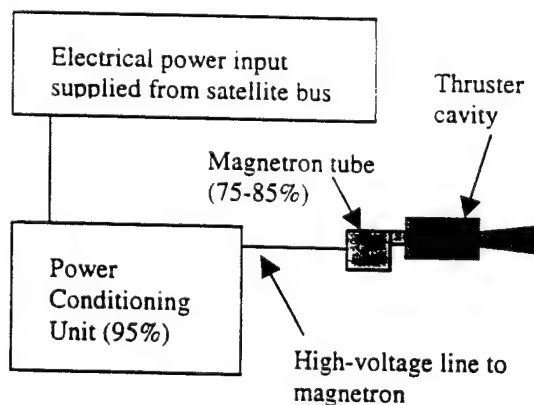 Electrical power input
supplied from satellite bus
Thruster
cavity
Magnetron tube
(75-85%)
Power
Conditioning
Unit (95%)
High-voltage line to
magnetron